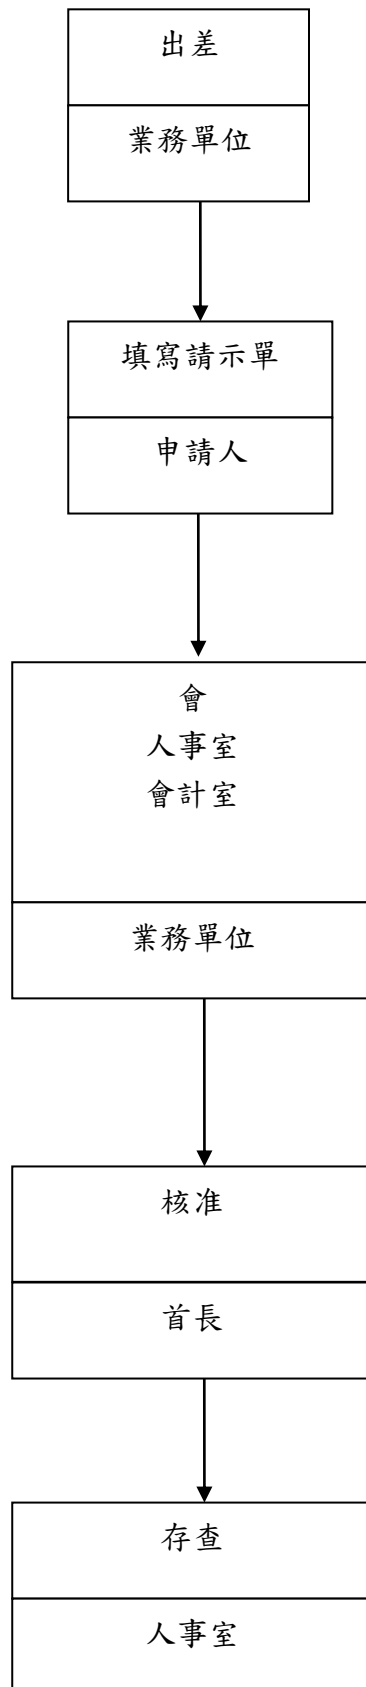 出差
業務單位
填寫請示單
申請人
會
人事室
會計室
業務單位
核准
首長
存查
人事室